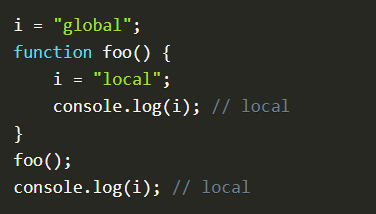 i = "global";
function foo() {
    i = "local";
    console.log(i); // local
}
foo();
console.log(i); // local